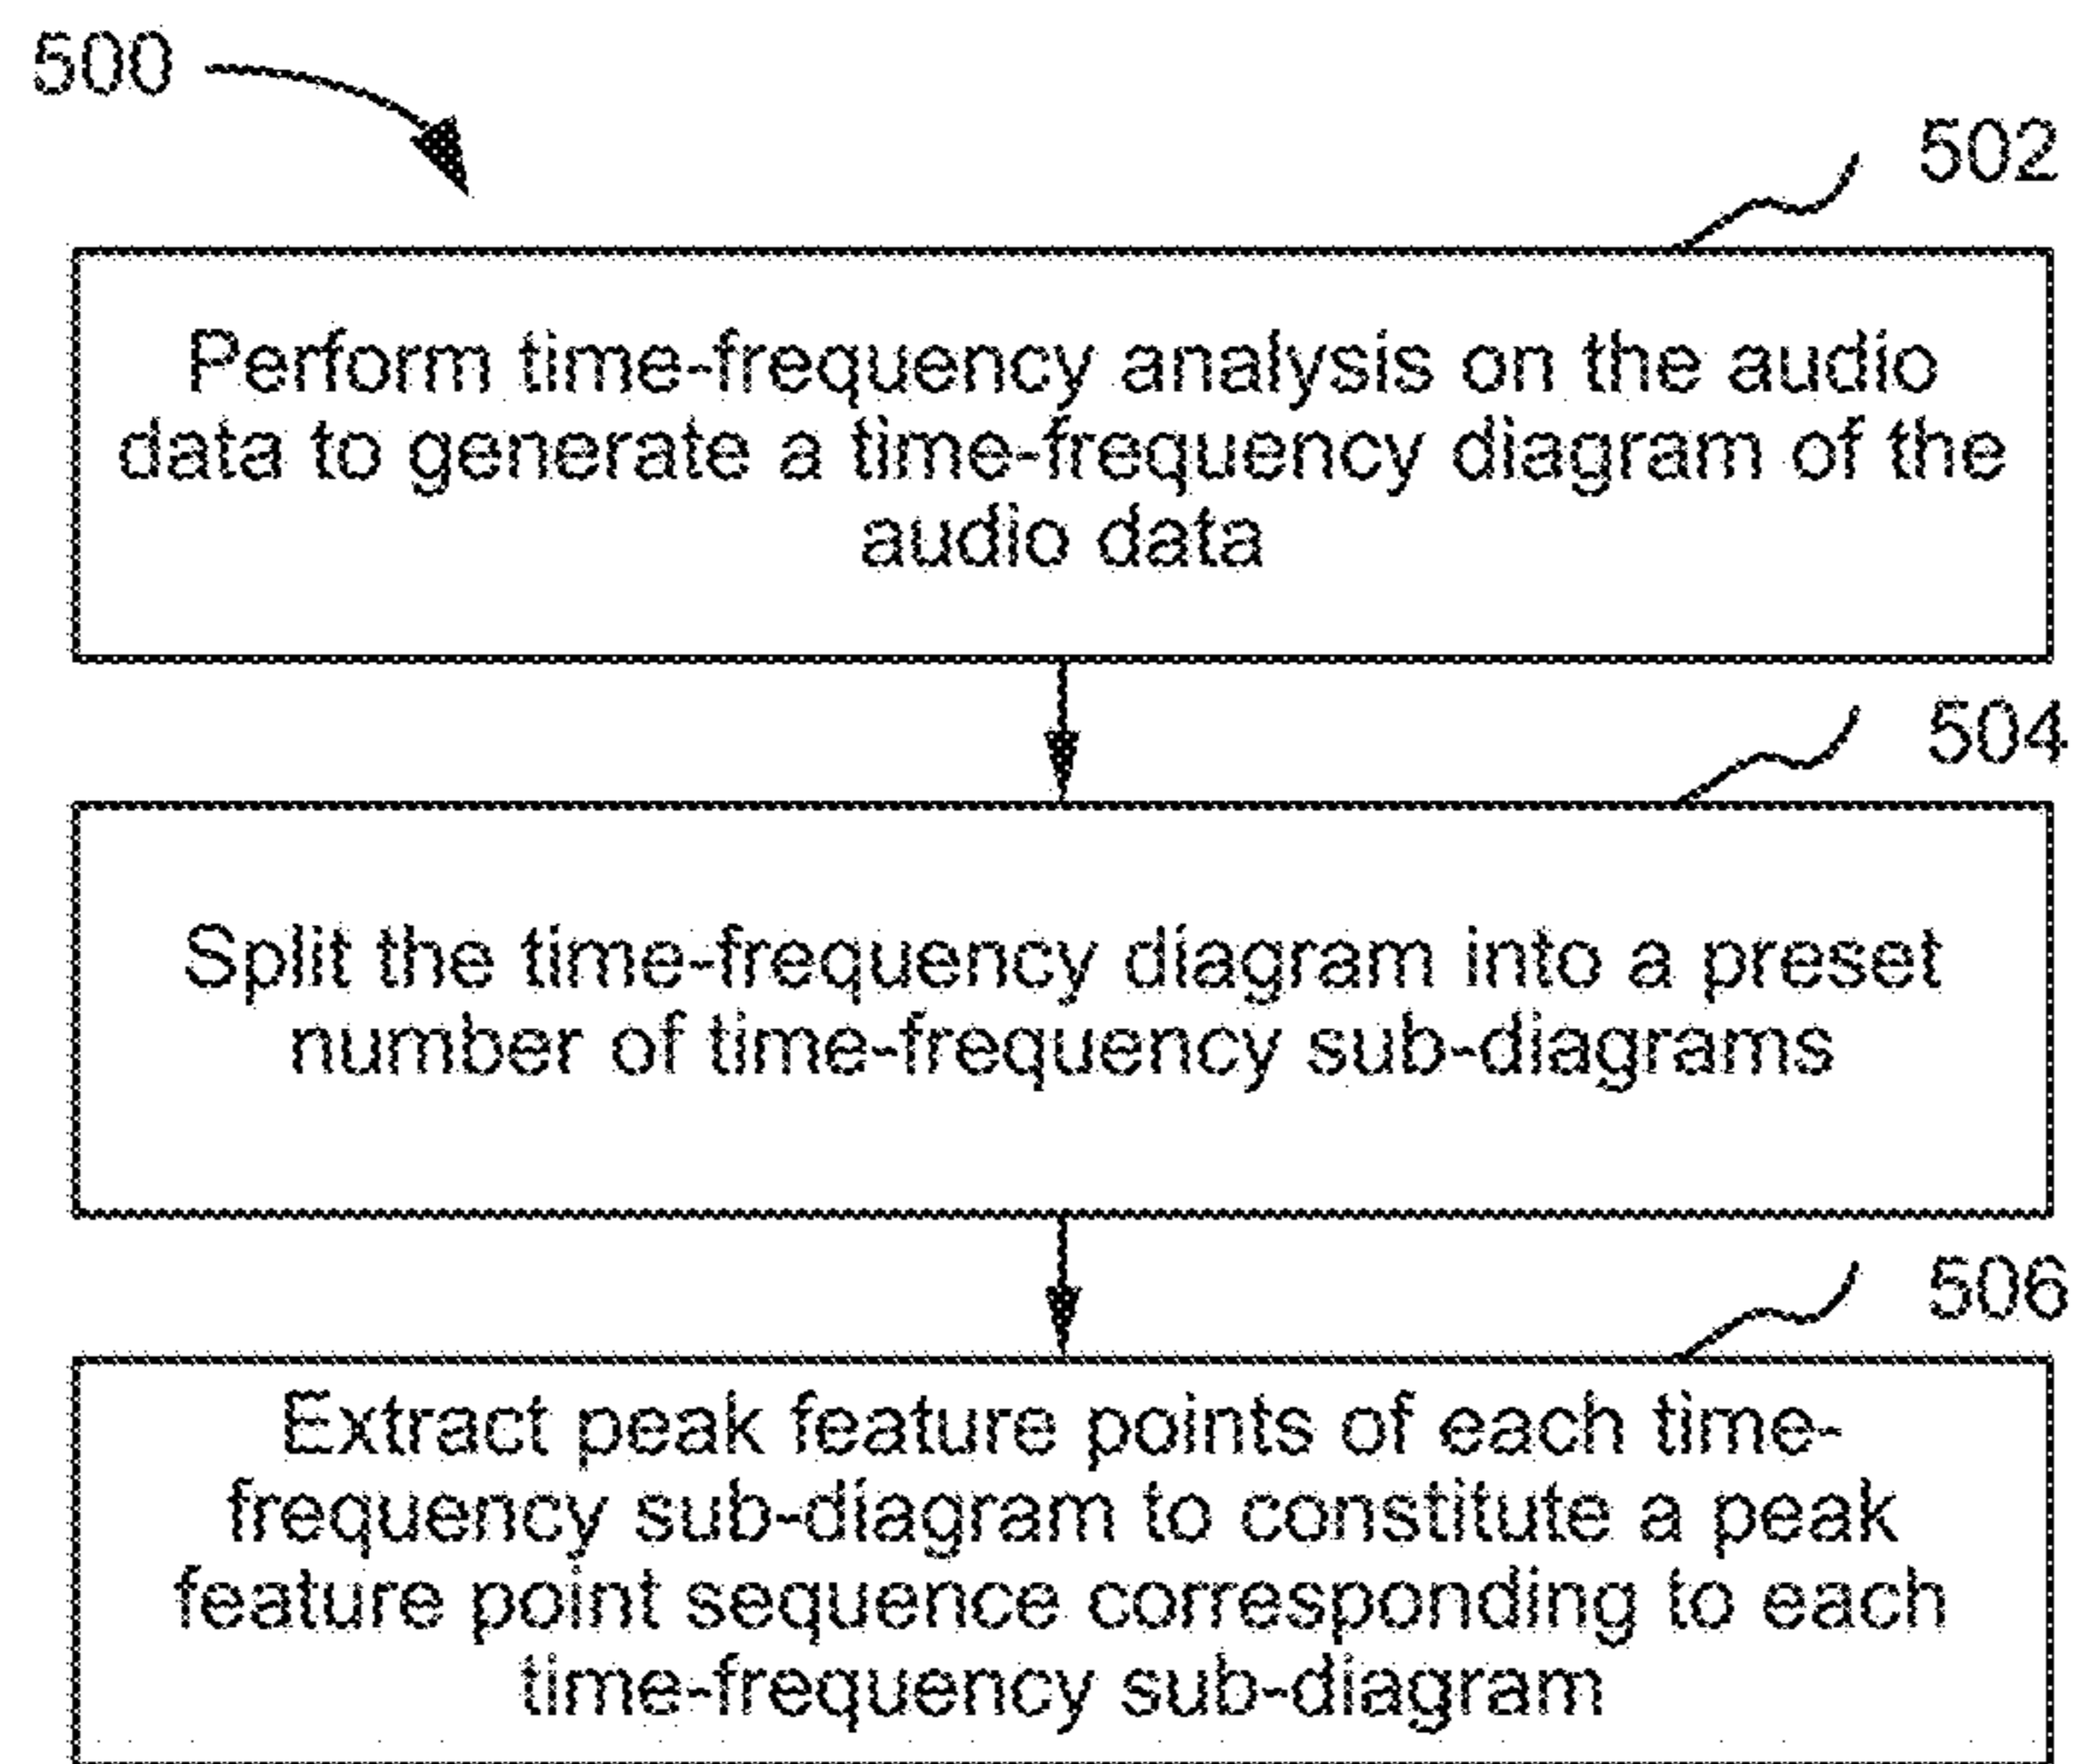 500
502
Perform time-frequency analysis on the audio
data to generate a time-frequency diagram of the
audio data
504
Split the time-frequency diagram into a preset
number of time-frequency sub-diagrams
506
Extract peak feature points of each time-
frequency sub-diagram to constitute a peak
feature point sequence corresponding to each
time-frequency sub-diagram